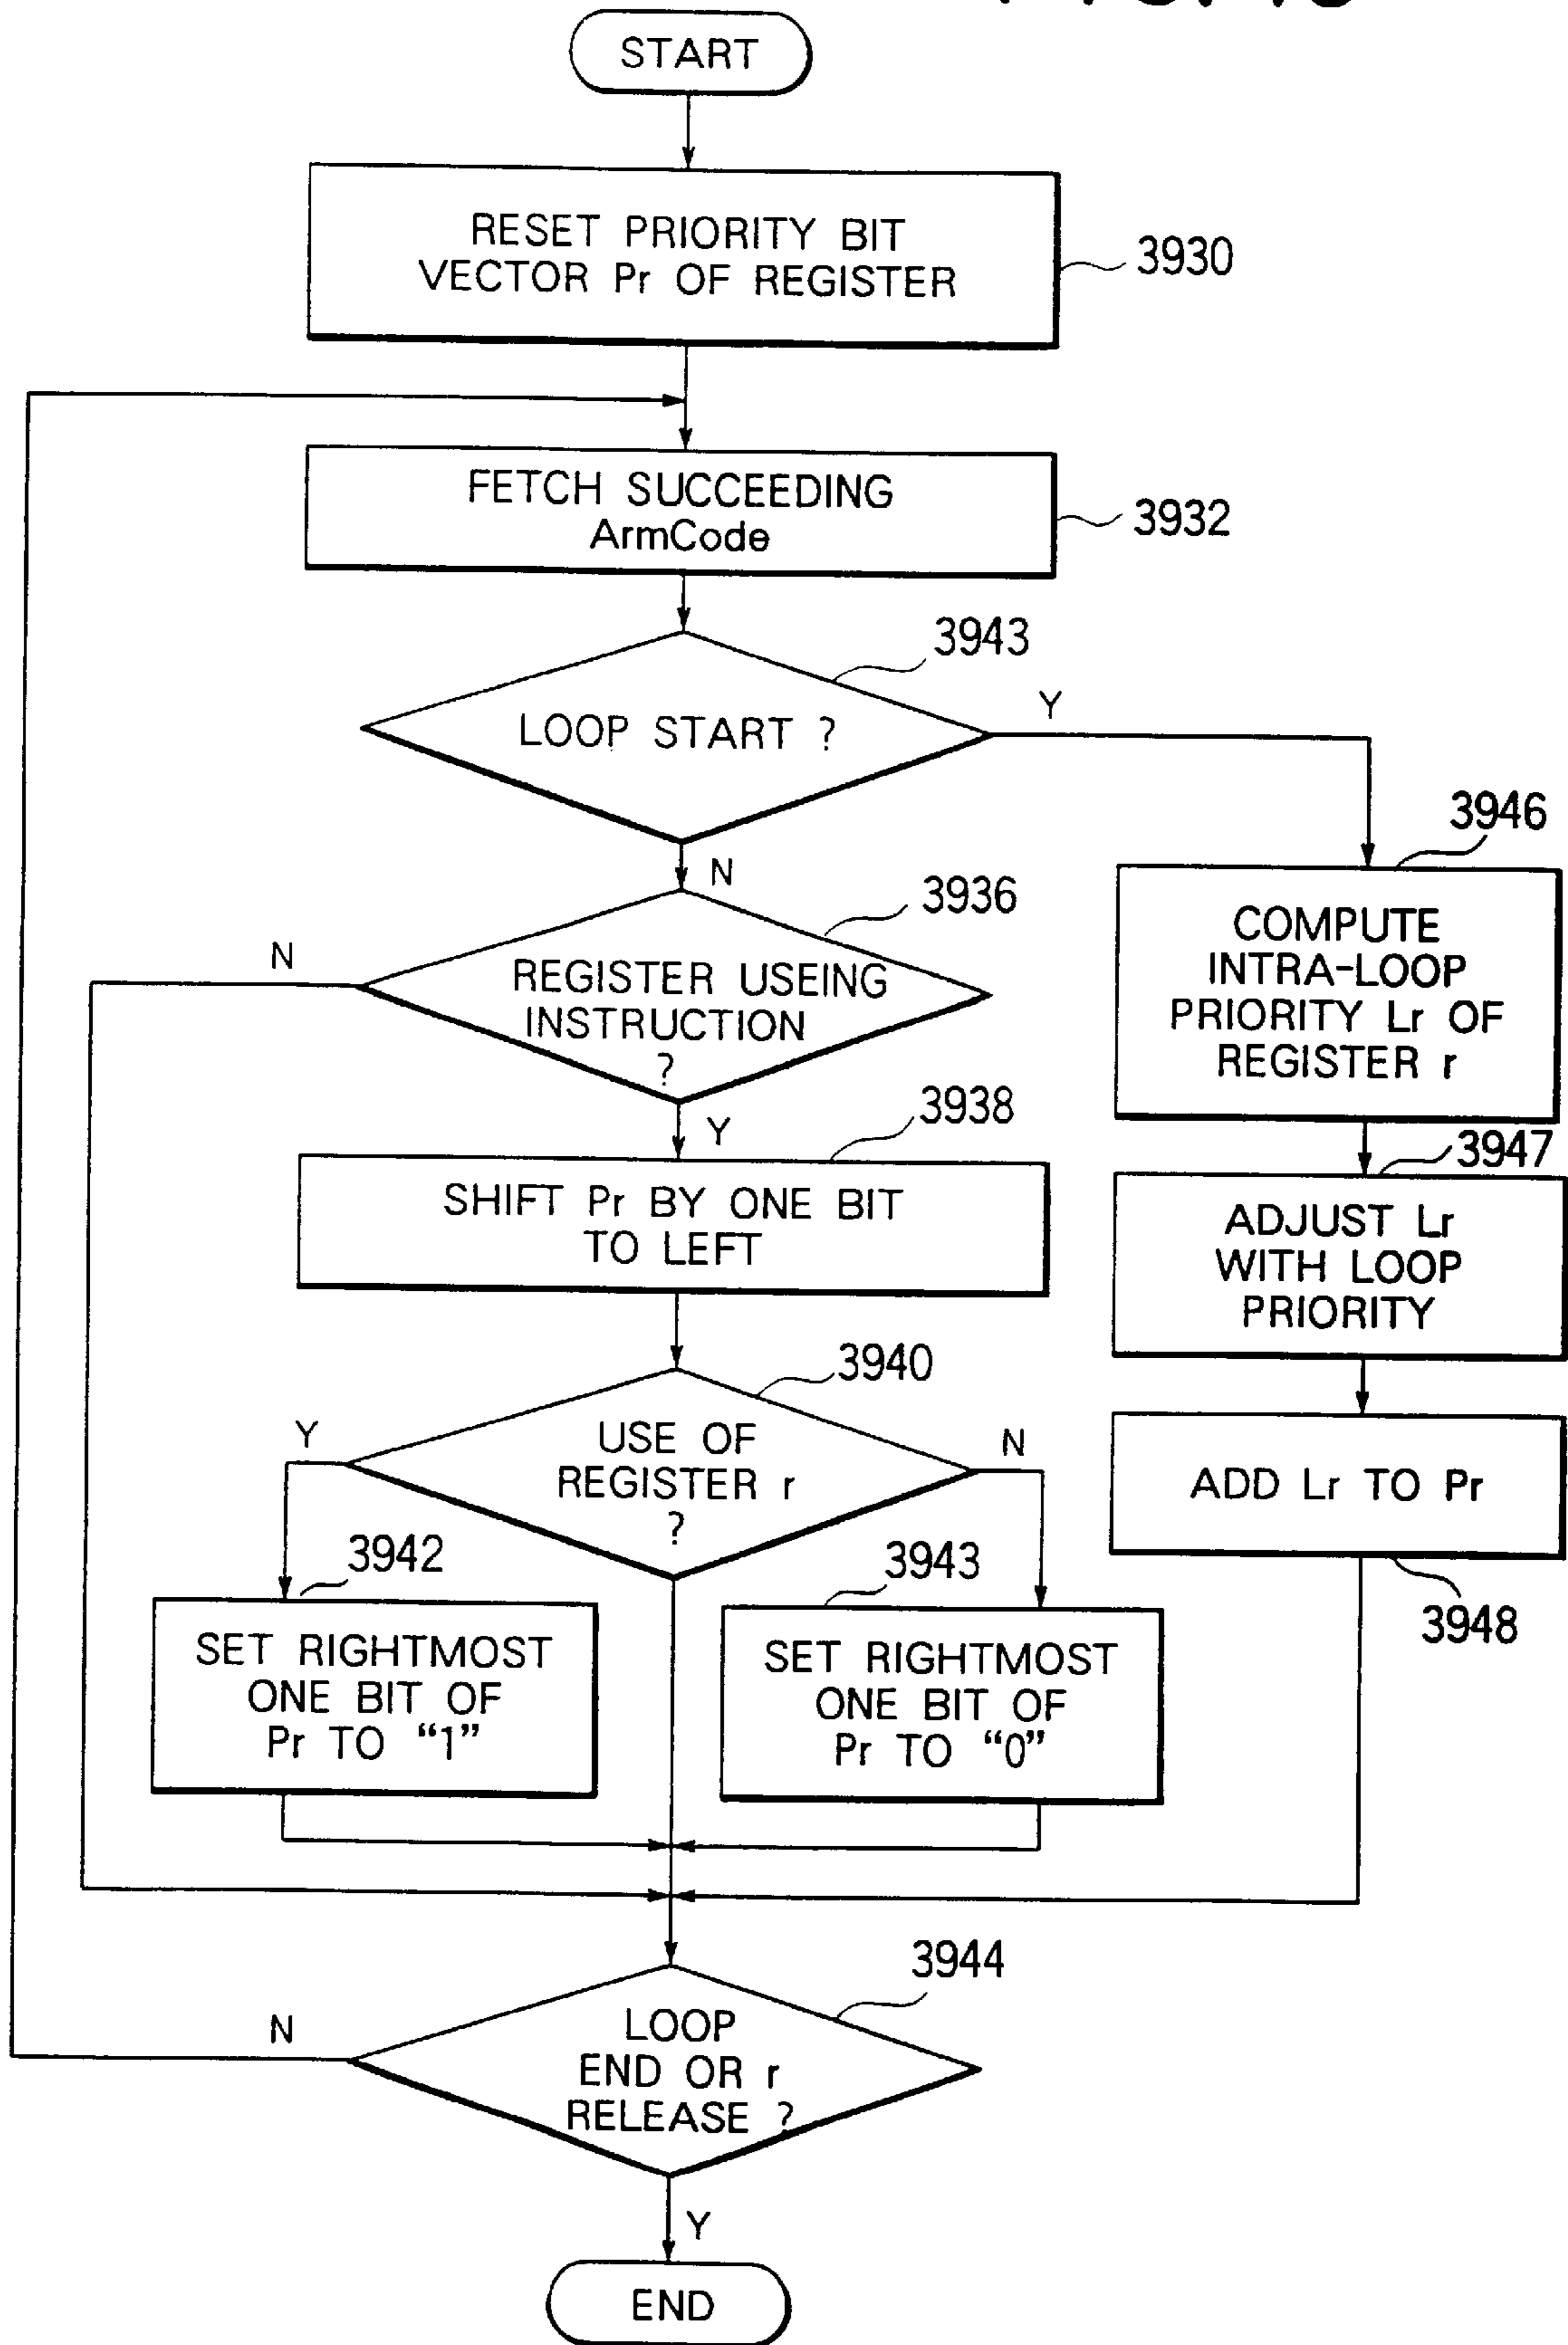 START
RESET PRIORITY BIT
VECTOR Pr OF REGISTER
3930
FETCH SUCCEEDING
ArmCode
3932
3943
LOOP START ?
Y
N
3946
COMPUTE
INTRA-LOOP
PRIORITY Lr OF
REGISTER r
3936
N
REGISTER USEING
INSTRUCTION
?
Y
3938
SHIFT Pr BY ONE BIT
TO LEFT
3947
ADJUST Lr
WITH LOOP
PRIORITY
3940
Y
USE OF
REGISTER r
?
N
ADD Lr TO Pr
3948
3942
SET RIGHTMOST
ONE BIT OF
Pr TO “1”
3943
SET RIGHTMOST
ONE BIT OF
Pr TO “0”
3944
N
LOOP
END OR r
RELEASE ?
Y
END